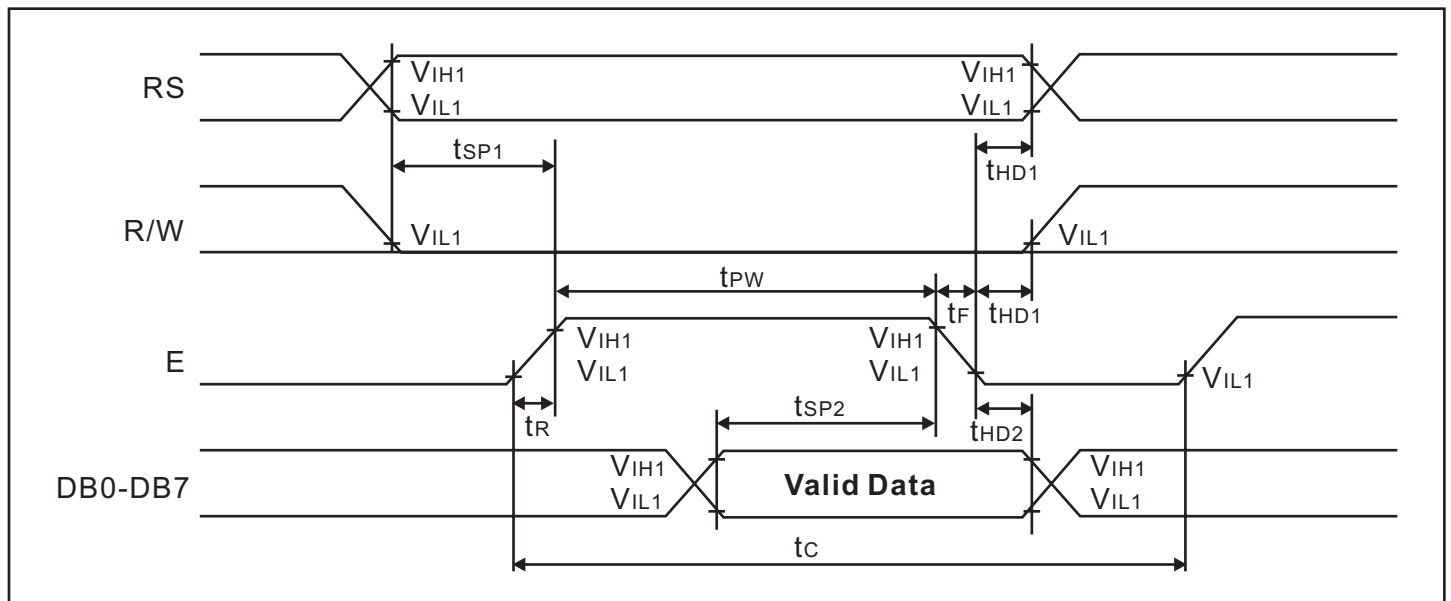 RS
VIH1
VIL1
VIH1
VIL1
tSP1
tHD1
R/W
VIL1
VIL1
tPW
tF
tHD1
E
VIH1
VIL1
VIH1
VIL1
VIL1
tR
tSP2
tHD2
DB0-DB7
VIH1
VIL1
Valid Data
VIH1
VIL1
tC